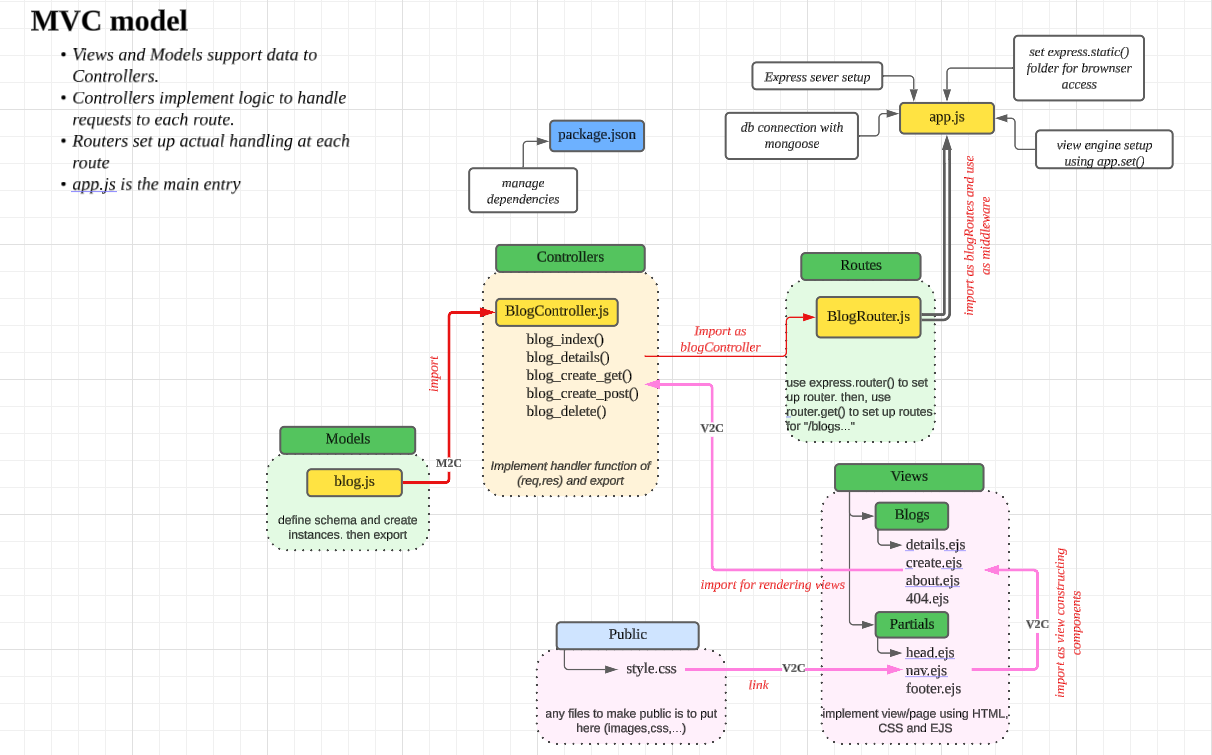 MVC model
• Views and Models support data to
Controllers.
• Controllers implement logic to handle
requests to each route.
• Routers set up actual handling at each
route
• app.js is the main entry
package.json
manage
dependencies
Express sever setup
set express.static()
folder for brownser
access
app.js
db connection with
mongoose
view engine setup
using app.set()
import as blogRoutes and use
as middleware
Controllers
BlogController.js
blog_index()
blog_details()
blog_create_get()
blog_create_post()
blog_delete()
Implement handler function of
(req,res) and export
Import as
blogController
Routes
BlogRouter.js
use express.router() to set
up router. then, use
router.get() to set up routes
for "/blogs..."
import
M2C
Models
blog.js
define schema and create
instances. then export
V2C
import for rendering views
Views
Blogs
details.ejs
create.ejs
about.ejs
404.ejs
Partials
head.ejs
nav.ejs
footer.ejs
implement view/page using HTML,
CSS and EJS
V2C
import as view constructing
components
Public
style.css
V2C
link
any files to make public is to put
here (images,css,...)